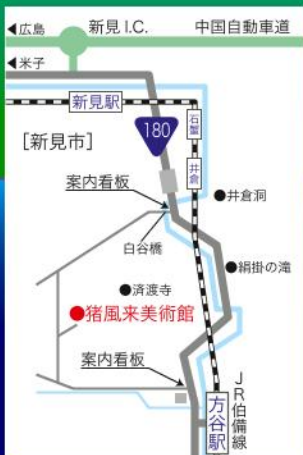 ◀広島
新見 I.C.
中国自動車道
◀米子
新見駅
[新見市]
180
石蟹
井倉
案内看板
●井倉洞
白谷橋
●絹掛の滝
●済渡寺
●猪風来美術館
案内看板
JR伯備線
方谷駅